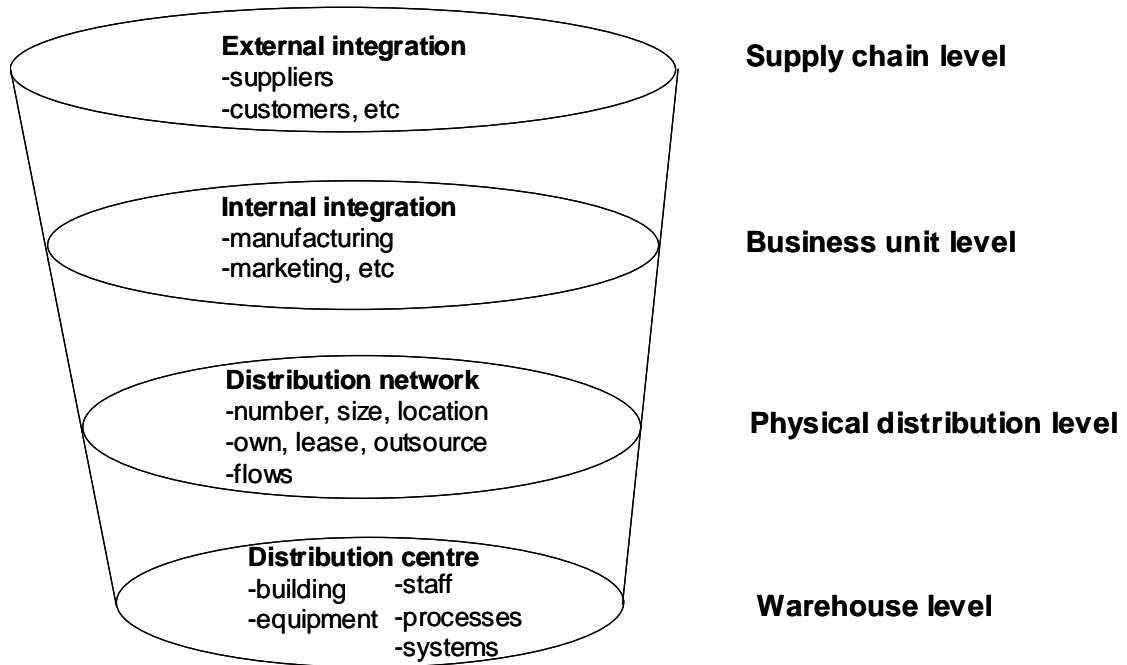 External integration
-suppliers
-customers, etc
Supply chain level
Internal integration
-manufacturing
-marketing, etc
Business unit level
Distribution network
-number, size, location
-own, lease, outsource
-flows
Physical distribution level
Distribution centre
-building
-equipment
-staff
-processes
-systems
Warehouse level